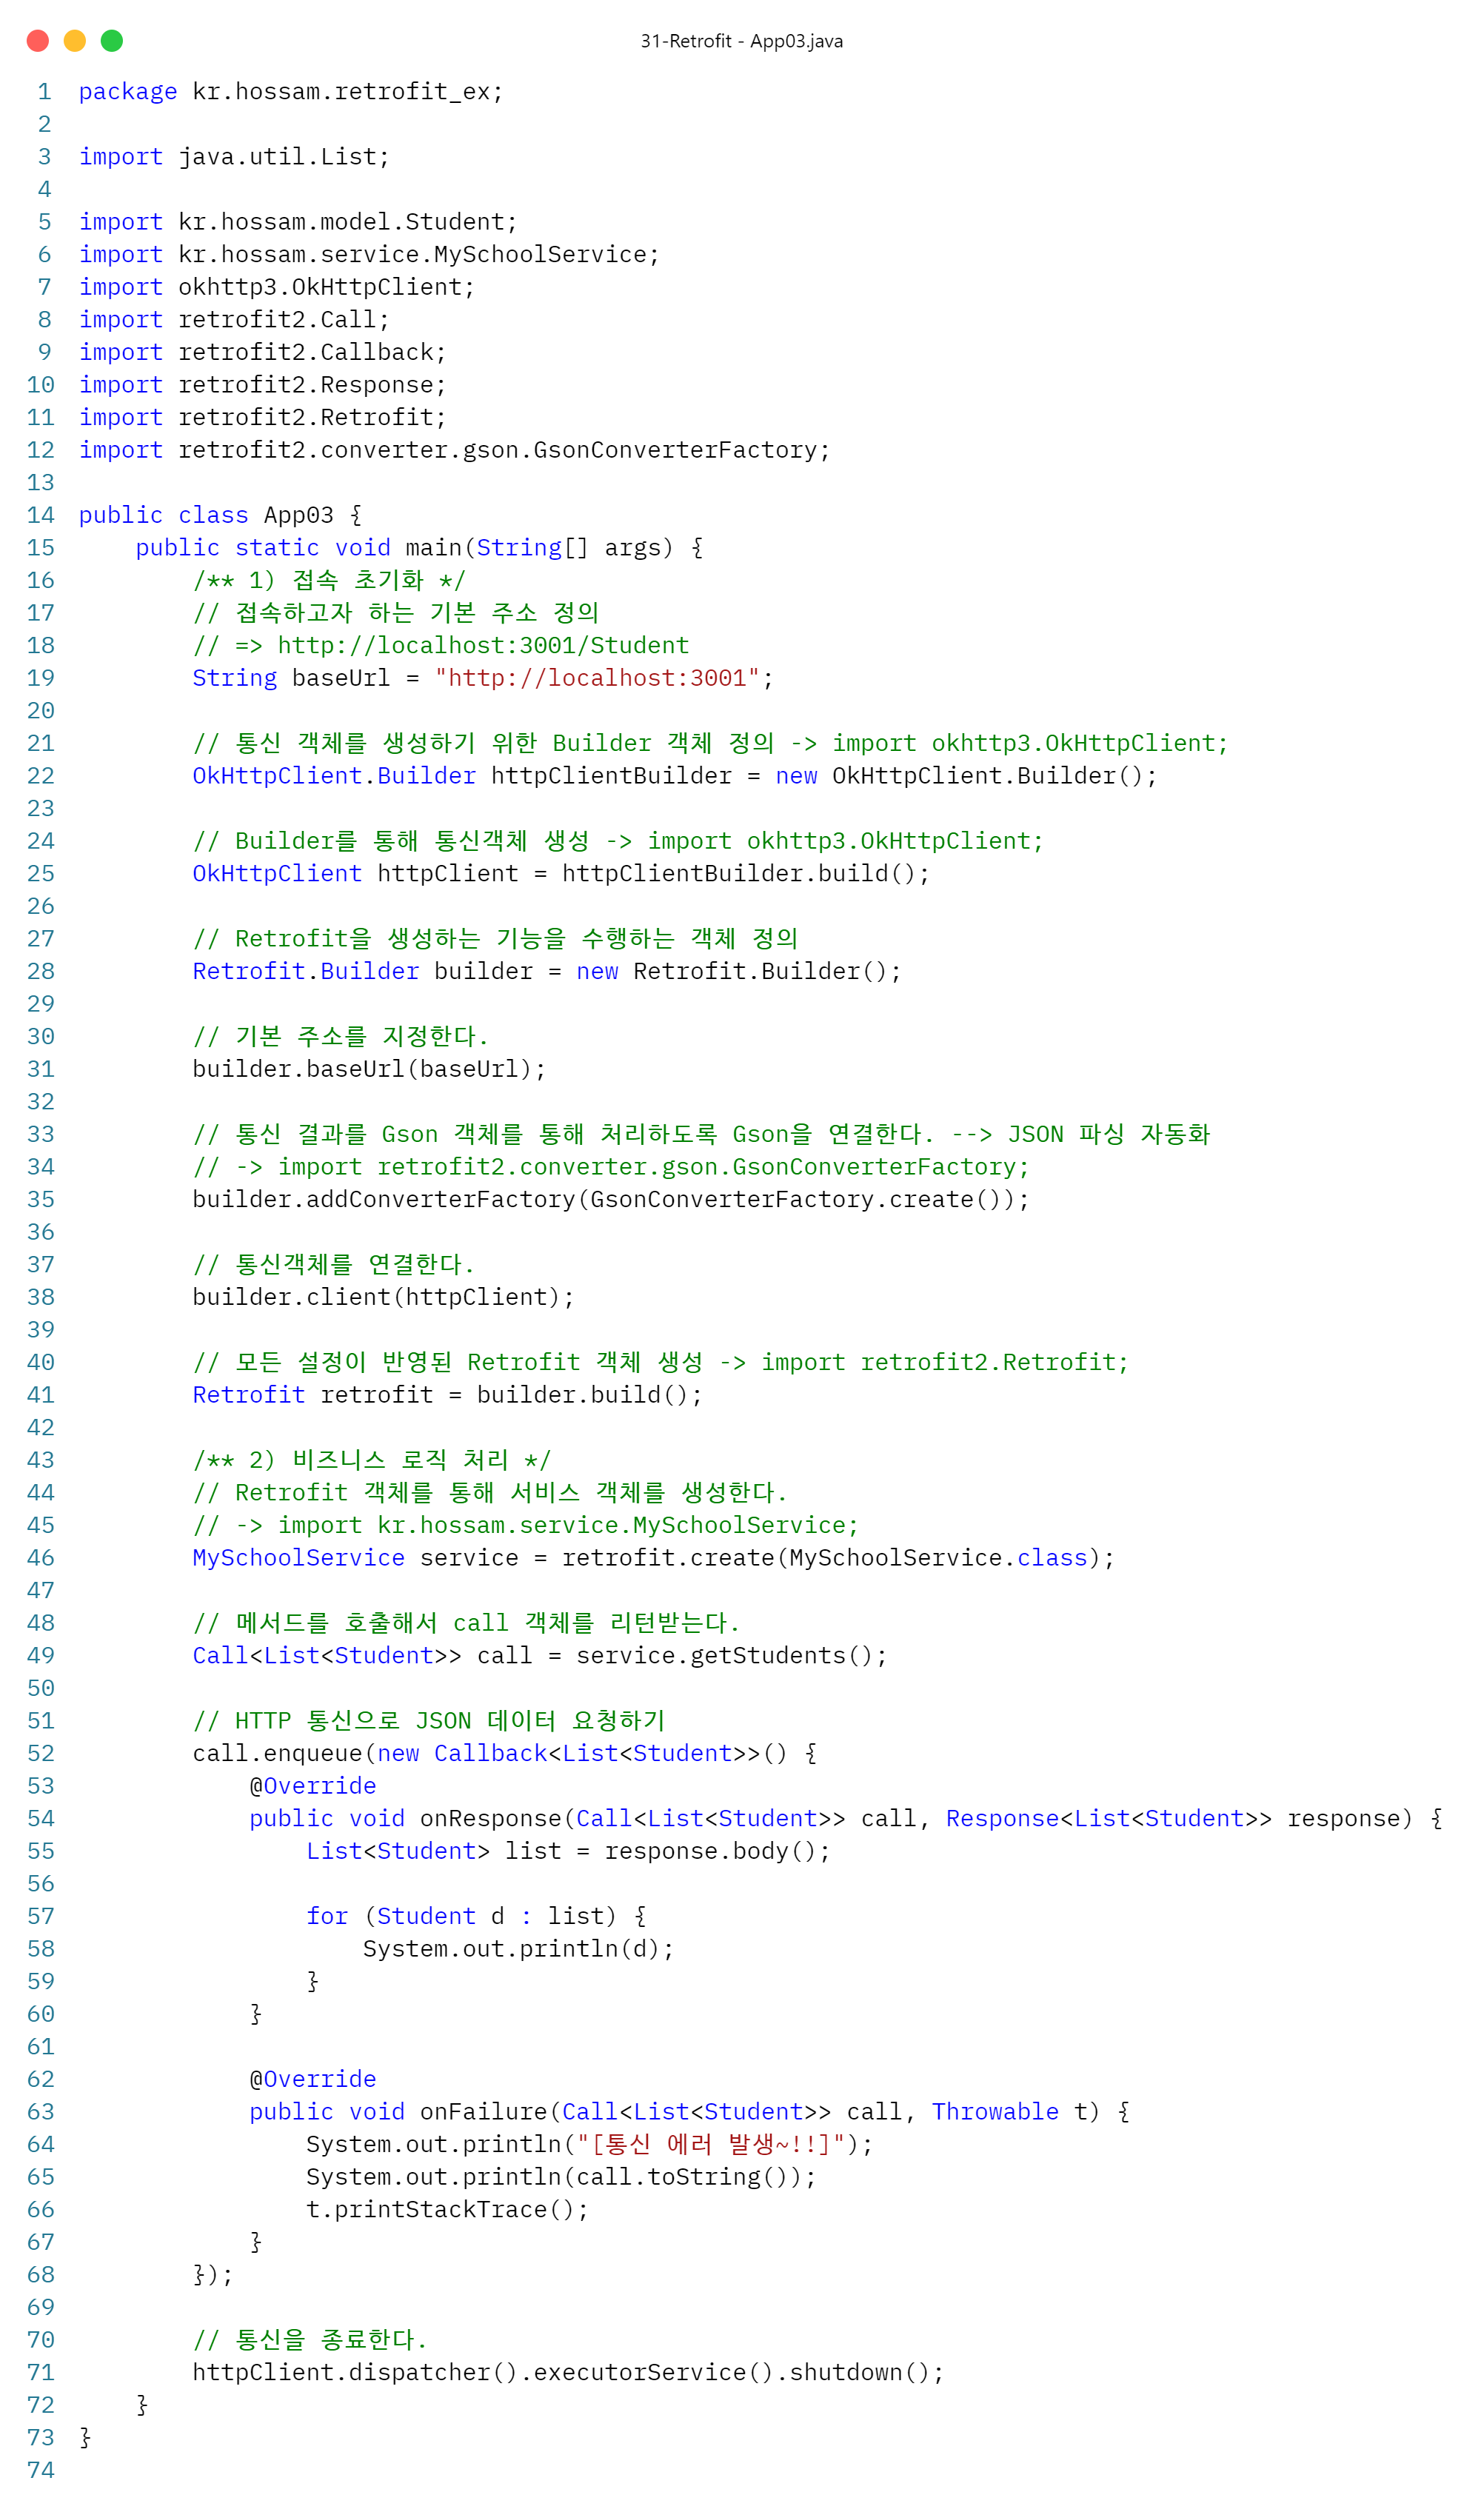 31-Retrofit - App03.java
1 package kr.hossam.retrofit_ex;
2
3 import java.util.List;
4
5 import kr.hossam.model.Student;
6 import kr.hossam.service.MySchoolService;
7 import okhttp3.OkHttpClient;
8 import retrofit2.Call;
9 import retrofit2.Callback;
10 import retrofit2.Response;
11 import retrofit2.Retrofit;
12 import retrofit2.converter.gson.GsonConverterFactory;
13
14 public class App03 {
15     public static void main(String[] args) {
16         /** 1) 접속 초기화 */
17         // 접속하고자 하는 기본 주소 정의
18         // => http://localhost:3001/Student
19         String baseUrl = "http://localhost:3001";
20
21         // 통신 객체를 생성하기 위한 Builder 객체 정의 -> import okhttp3.OkHttpClient;
22         OkHttpClient.Builder httpClientBuilder = new OkHttpClient.Builder();
23
24         // Builder를 통해 통신객체 생성 -> import okhttp3.OkHttpClient;
25         OkHttpClient httpClient = httpClientBuilder.build();
26
27         // Retrofit을 생성하는 기능을 수행하는 객체 정의
28         Retrofit.Builder builder = new Retrofit.Builder();
29
30         // 기본 주소를 지정한다.
31         builder.baseUrl(baseUrl);
32
33         // 통신 결과를 Gson 객체를 통해 처리하도록 Gson을 연결한다. --> JSON 파싱 자동화
34         // -> import retrofit2.converter.gson.GsonConverterFactory;
35         builder.addConverterFactory(GsonConverterFactory.create());
36
37         // 통신객체를 연결한다.
38         builder.client(httpClient);
39
40         // 모든 설정이 반영된 Retrofit 객체 생성 -> import retrofit2.Retrofit;
41         Retrofit retrofit = builder.build();
42
43         /** 2) 비즈니스 로직 처리 */
44         // Retrofit 객체를 통해 서비스 객체를 생성한다.
45         // -> import kr.hossam.service.MySchoolService;
46         MySchoolService service = retrofit.create(MySchoolService.class);
47
48         // 메서드를 호출해서 call 객체를 리턴받는다.
49         Call<List<Student>> call = service.getStudents();
50
51         // HTTP 통신으로 JSON 데이터 요청하기
52         call.enqueue(new Callback<List<Student>>() {
53             @Override
54             public void onResponse(Call<List<Student>> call, Response<List<Student>> response) {
55                 List<Student> list = response.body();
56
57                 for (Student d : list) {
58                     System.out.println(d);
59                 }
60             }
61
62             @Override
63             public void onFailure(Call<List<Student>> call, Throwable t) {
64                 System.out.println("[통신 에러 발생~!!]");
65                 System.out.println(call.toString());
66                 t.printStackTrace();
67             }
68         });
69
70         // 통신을 종료한다.
71         httpClient.dispatcher().executorService().shutdown();
72     }
73 }
74